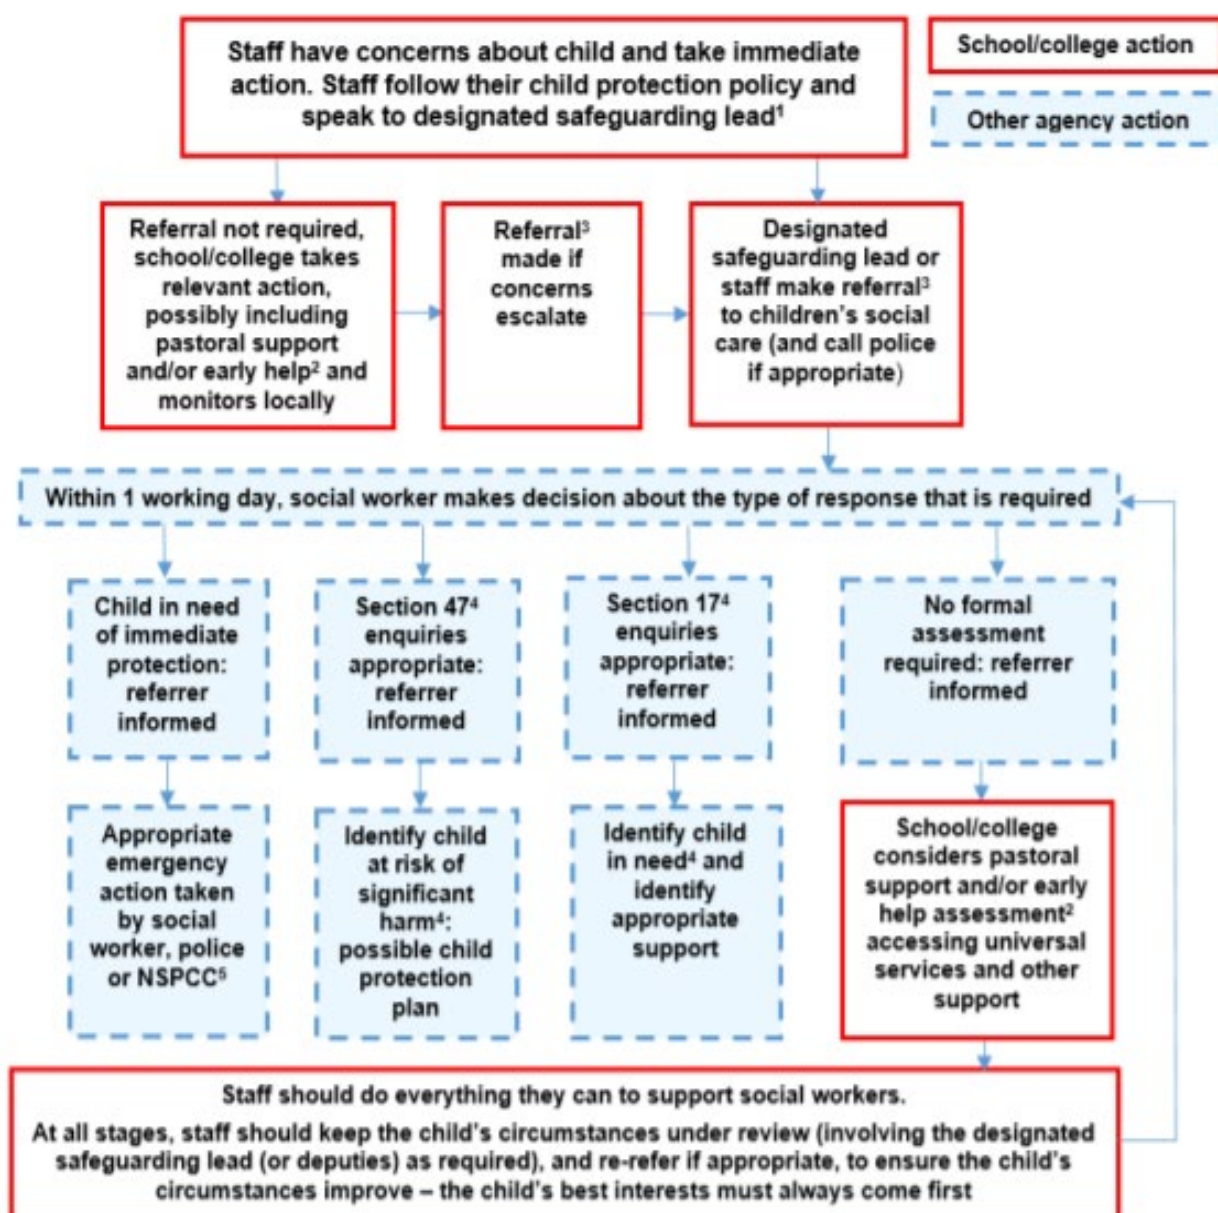 Staff have concerns about child and take immediate
action. Staff follow their child protection policy and
speak to designated safeguarding lead¹
School/college action
Other agency action
Referral not required,
school/college takes
relevant action,
possibly including
pastoral support
and/or early help² and
monitors locally
Referral³
made if
concerns
escalate
Designated
safeguarding lead or
staff make referral³
to children’s social
care (and call police
if appropriate)
Within 1 working day, social worker makes decision about the type of response that is required
Child in need
of immediate
protection:
referrer
informed
Section 47⁴
enquiries
appropriate:
referrer
informed
Section 17⁴
enquiries
appropriate:
referrer
informed
No formal
assessment
required: referrer
informed
Appropriate
emergency
action taken
by social
worker, police
or NSPCC⁵
Identify child
at risk of
significant
harm⁴:
possible child
protection
plan
Identify child
in need⁴ and
identify
appropriate
support
School/college
considers pastoral
support and/or early
help assessment²
accessing universal
services and other
support
Staff should do everything they can to support social workers.
At all stages, staff should keep the child’s circumstances under review (involving the designated
safeguarding lead (or deputies) as required), and re-refer if appropriate, to ensure the child’s
circumstances improve – the child’s best interests must always come first